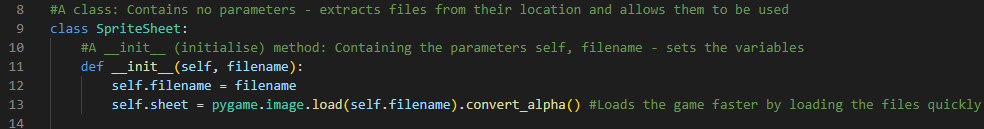 8 #A class: Contains no parameters - extracts files from their location and allows them to be used
9 class SpriteSheet:
10 #A __init__ (initialise) method: Containing the parameters self, filename - sets the variables
11 def __init__(self, filename):
12 self.filename = filename
13 self.sheet = pygame.image.load(self.filename).convert_alpha() #Loads the game faster by loading the files quickly
14